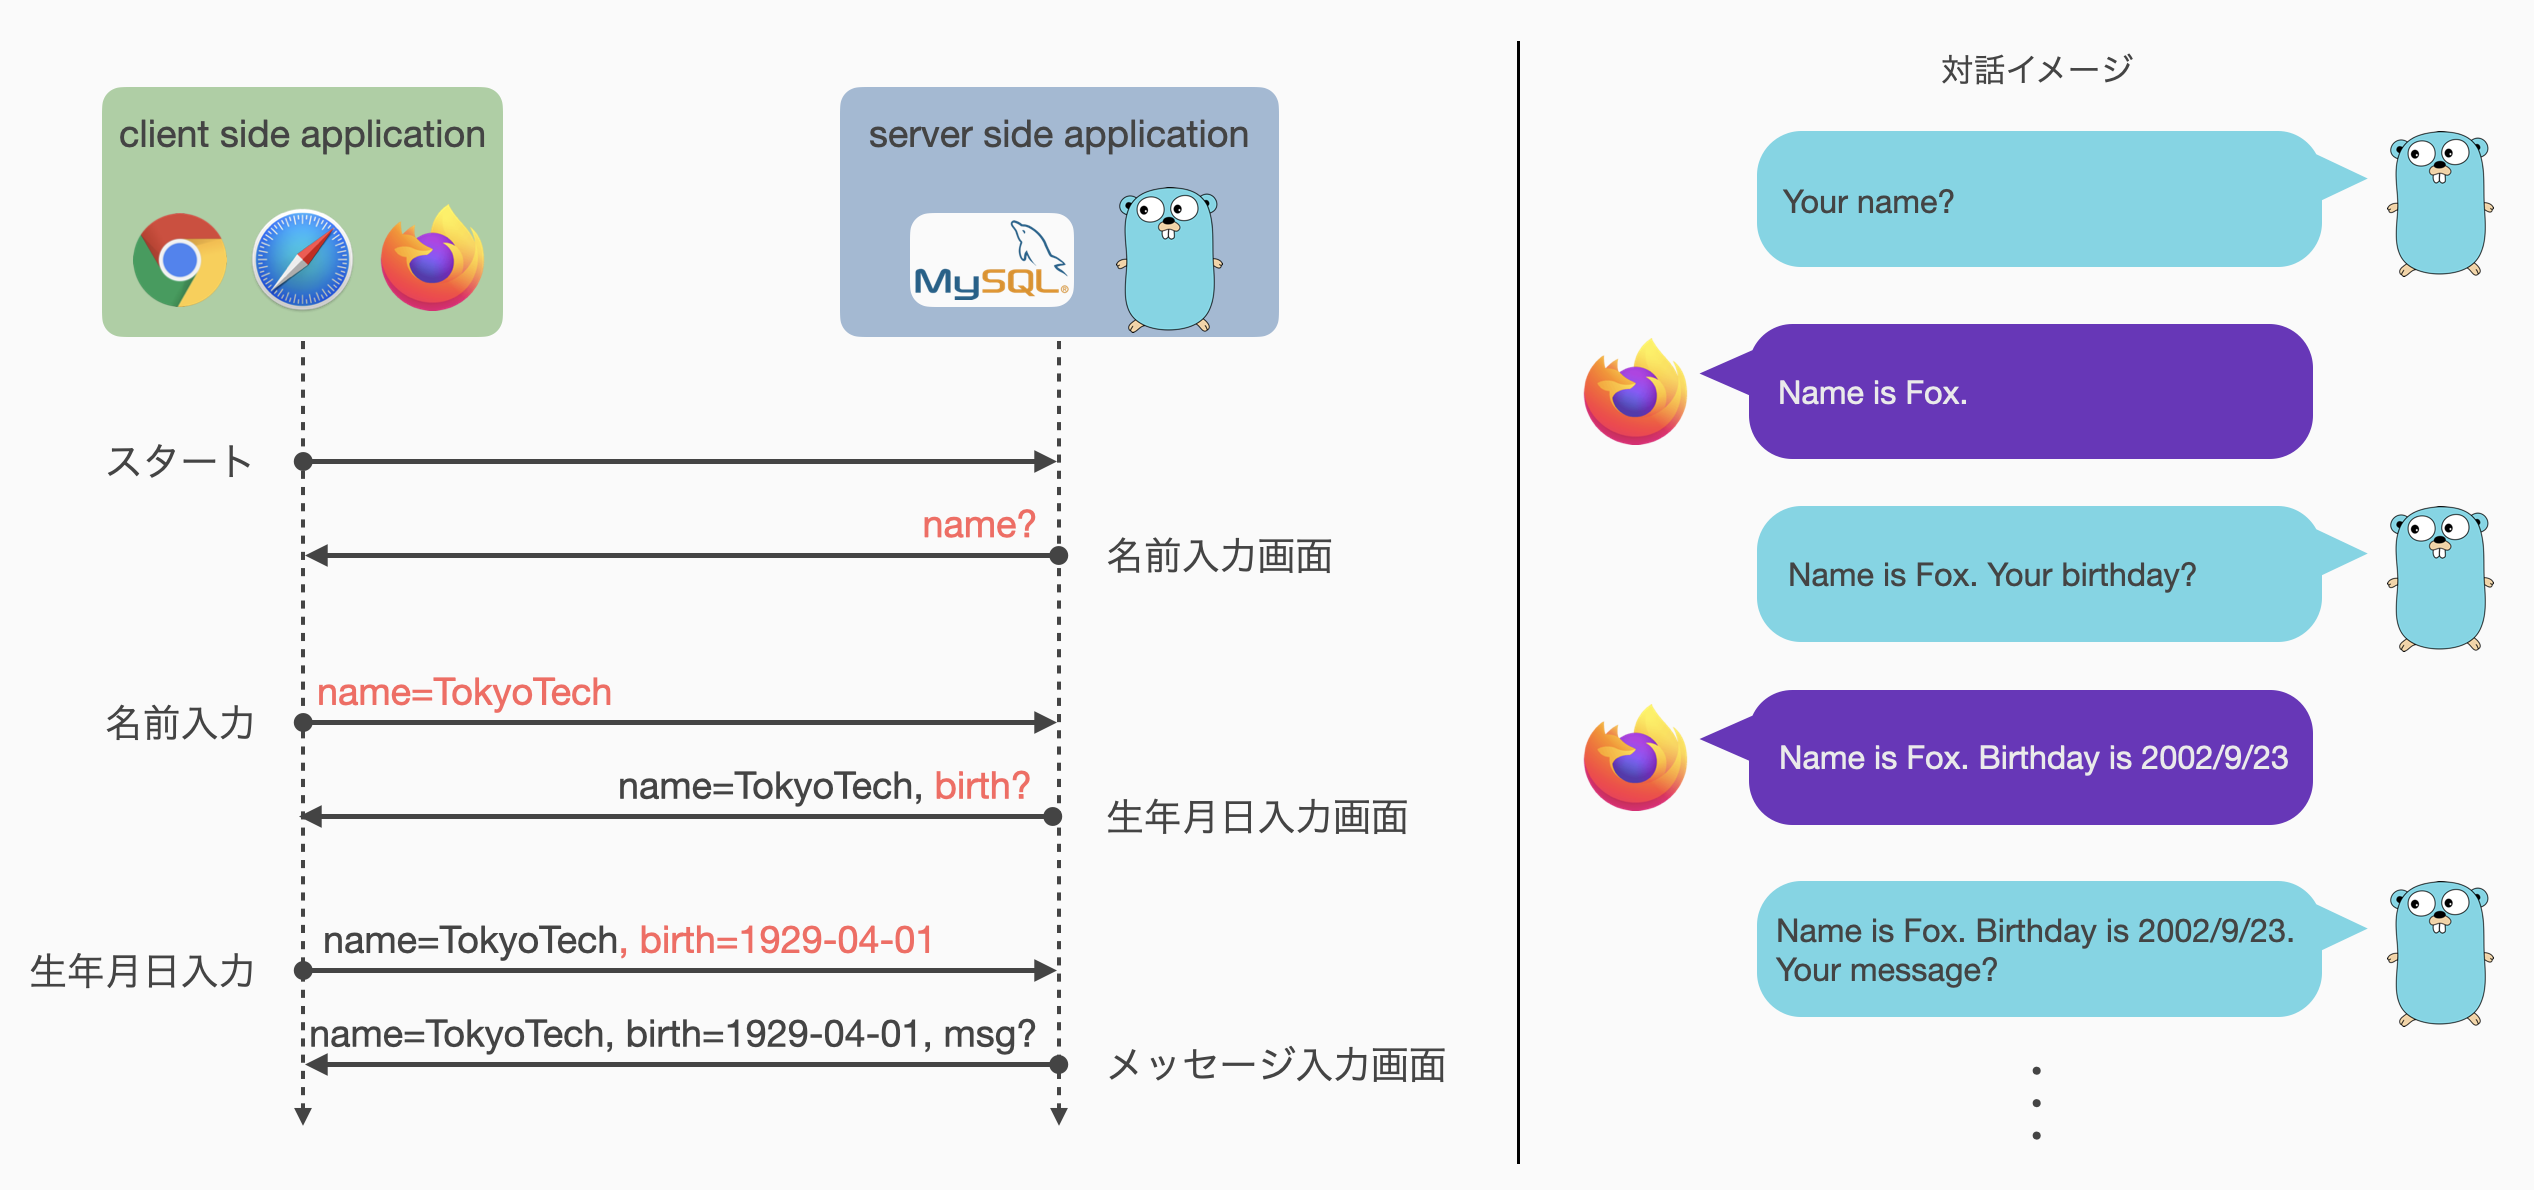 client side application
server side application
MySQL®
スタート
name?
名前入力画面
name=TokyoTech
名前入力
name=TokyoTech, birth?
生年月日入力画面
name=TokyoTech, birth=1929-04-01
生年月日入力
name=TokyoTech, birth=1929-04-01, msg?
メッセージ入力画面
対話イメージ
Your name?
Name is Fox.
Name is Fox. Your birthday?
Name is Fox. Birthday is 2002/9/23
Name is Fox. Birthday is 2002/9/23.
Your message?